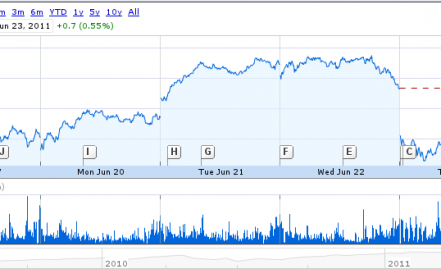 m 3m 6m YTD 1y 5y 10y All
un 23, 2011 +0.7 (0.55%)
J I H G F E C
Mon Jun 20 Tue Jun 21 Wed Jun 22 T
)
2010 2011